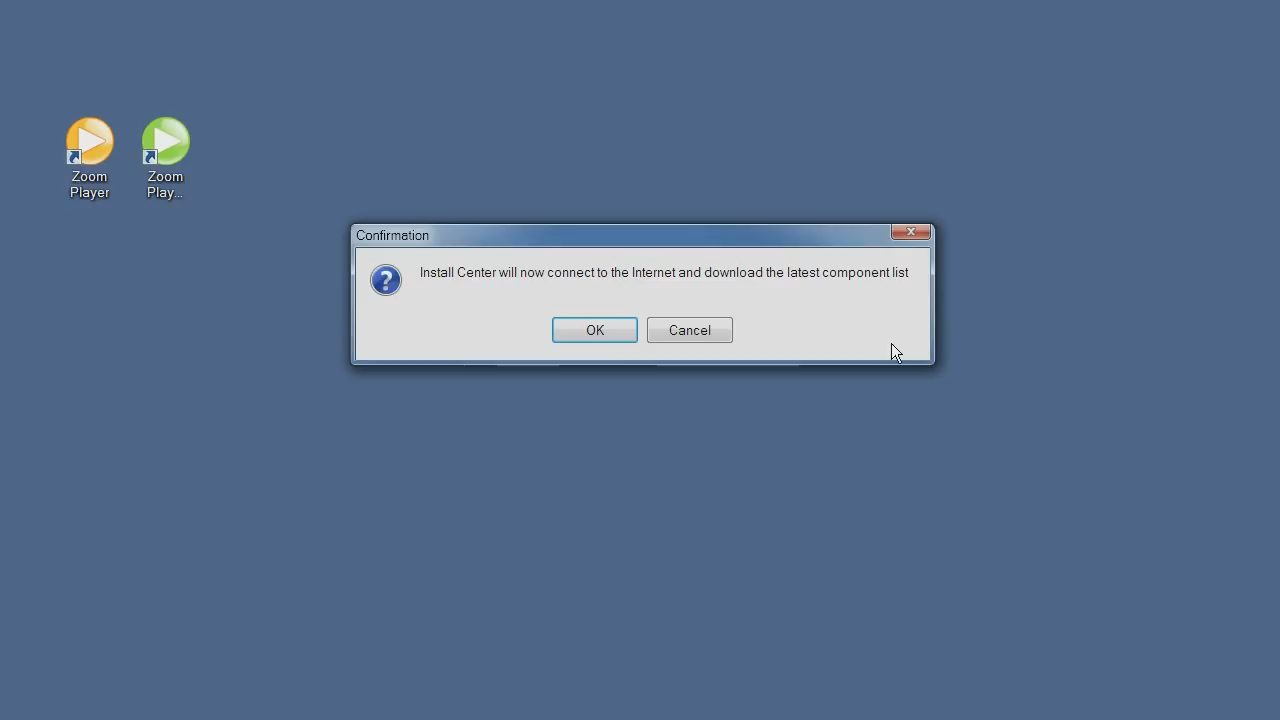 Zoom
Player
Zoom
Play...
Confirmation
Install Center will now connect to the Internet and download the latest component list
OK
Cancel